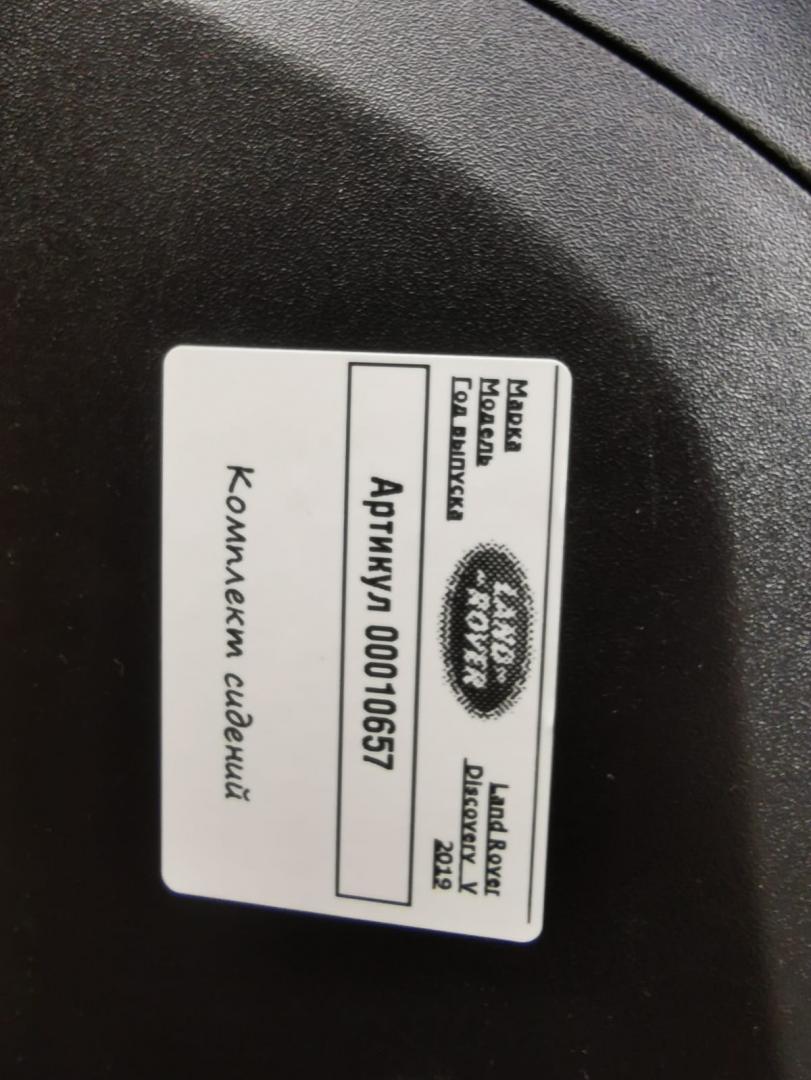 Марка
Модель
Год выпуска
LAND-
-ROVER
Land Rover
Discovery V
2019
Артикул 00010657
Комплект сидений